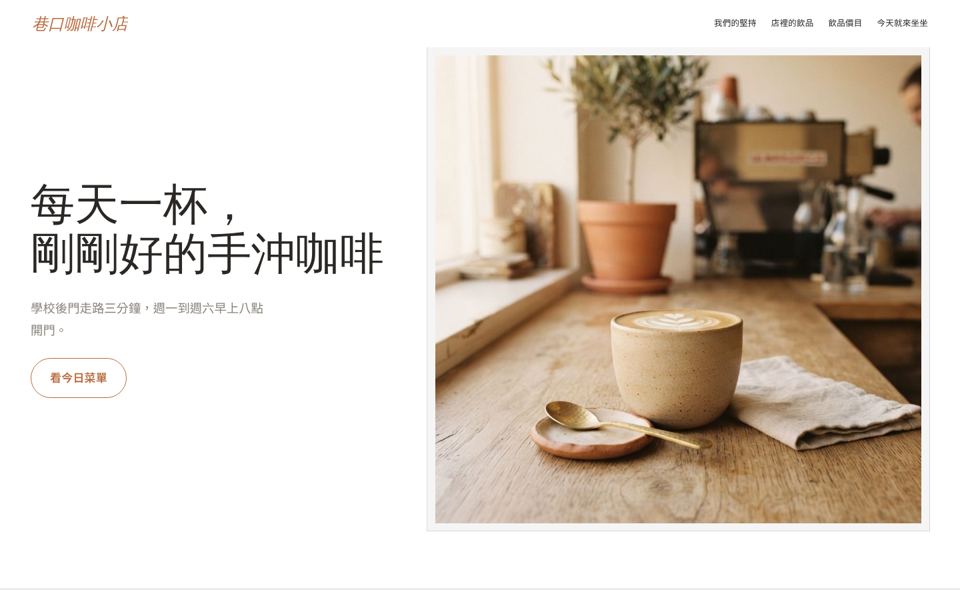 巷口咖啡小店
我們的堅持
店裡的飲品
飲品價目
今天就來坐坐
每天一杯，
剛剛好的手沖咖啡
學校後門走路三分鐘，週一到週六早上八點
開門。
看今日菜單